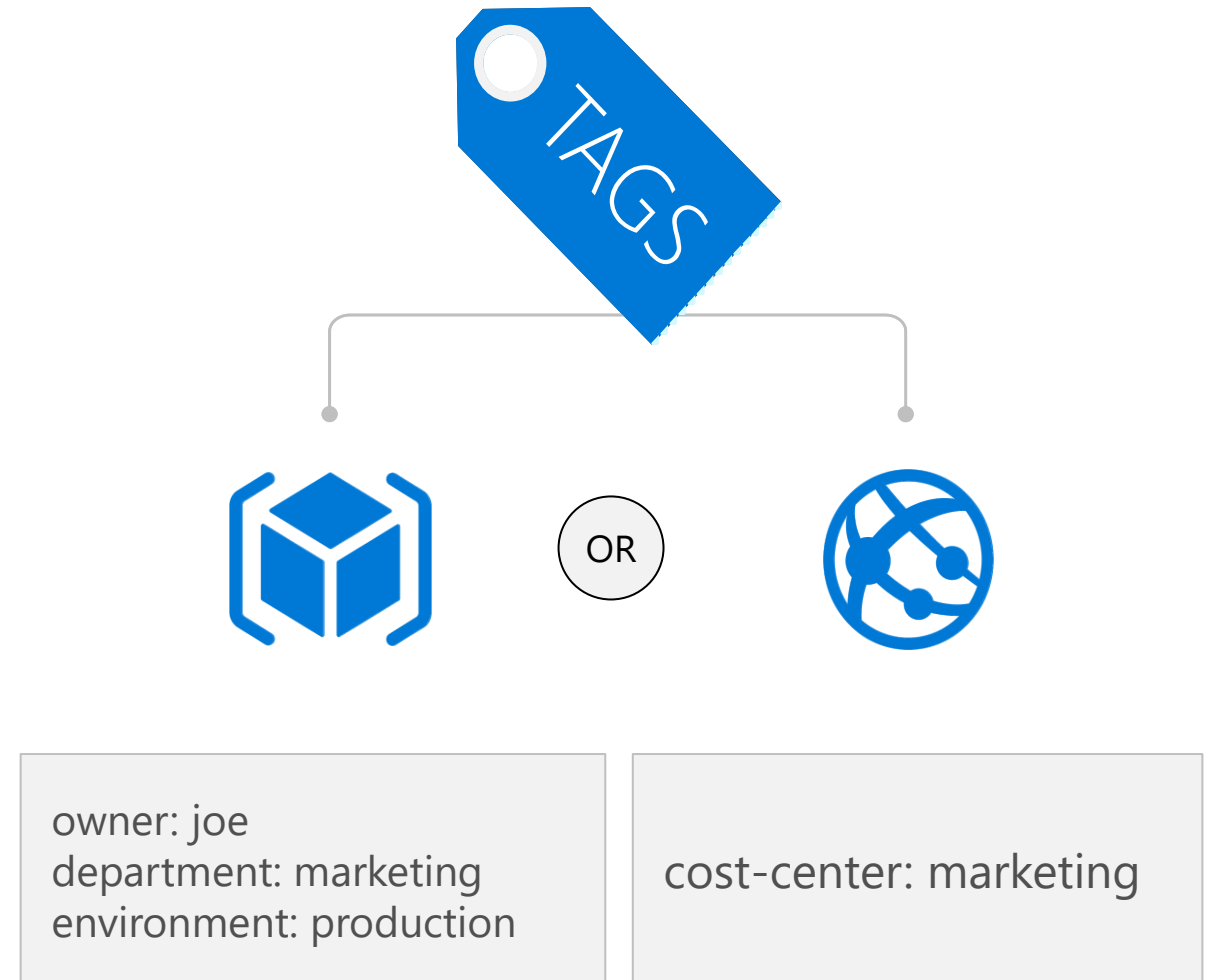 TAGS
OR
owner: joe
department: marketing
environment: production
cost-center: marketing